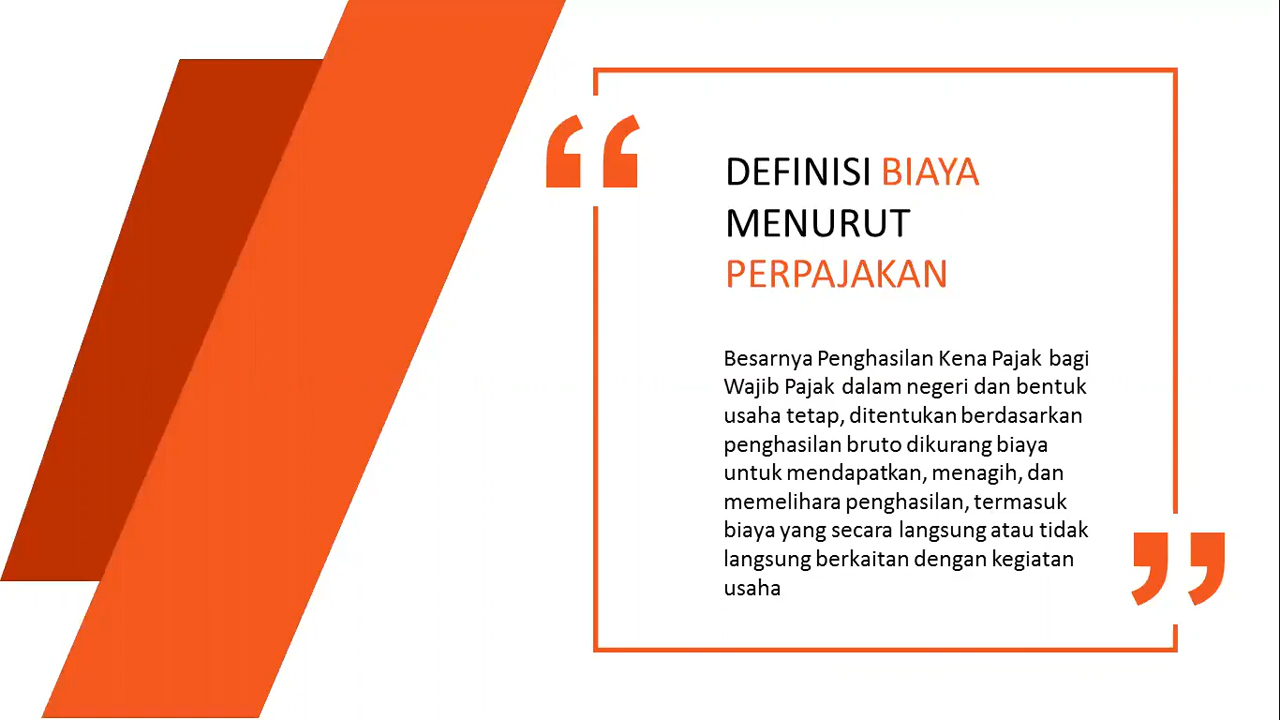 DEFINISI BIAYA
MENURUT
PERPAJAKAN
Besarnya Penghasilan Kena Pajak bagi
Wajib Pajak dalam negeri dan bentuk
usaha tetap, ditentukan berdasarkan
penghasilan bruto dikurang biaya
untuk mendapatkan, menagih, dan
memelihara penghasilan, termasuk
biaya yang secara langsung atau tidak
langsung berkaitan dengan kegiatan
usaha